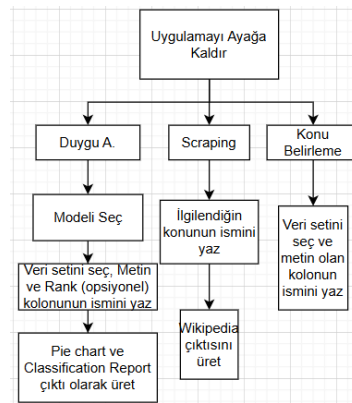 Uygulamayı Ayağa
Kaldır
Duygu A.
Scraping
Konu
Belirleme
Modeli Seç
İlgilendiğin
konunun ismini
yaz
Veri setini
seç ve
metin olan
kolonun
ismini yaz
Veri setini seç, Metin
ve Rank (opsiyonel)
kolonunun ismini yaz
Wikipedia
çıktısını
üret
Pie chart ve
Classification Report
çıktı olarak üret